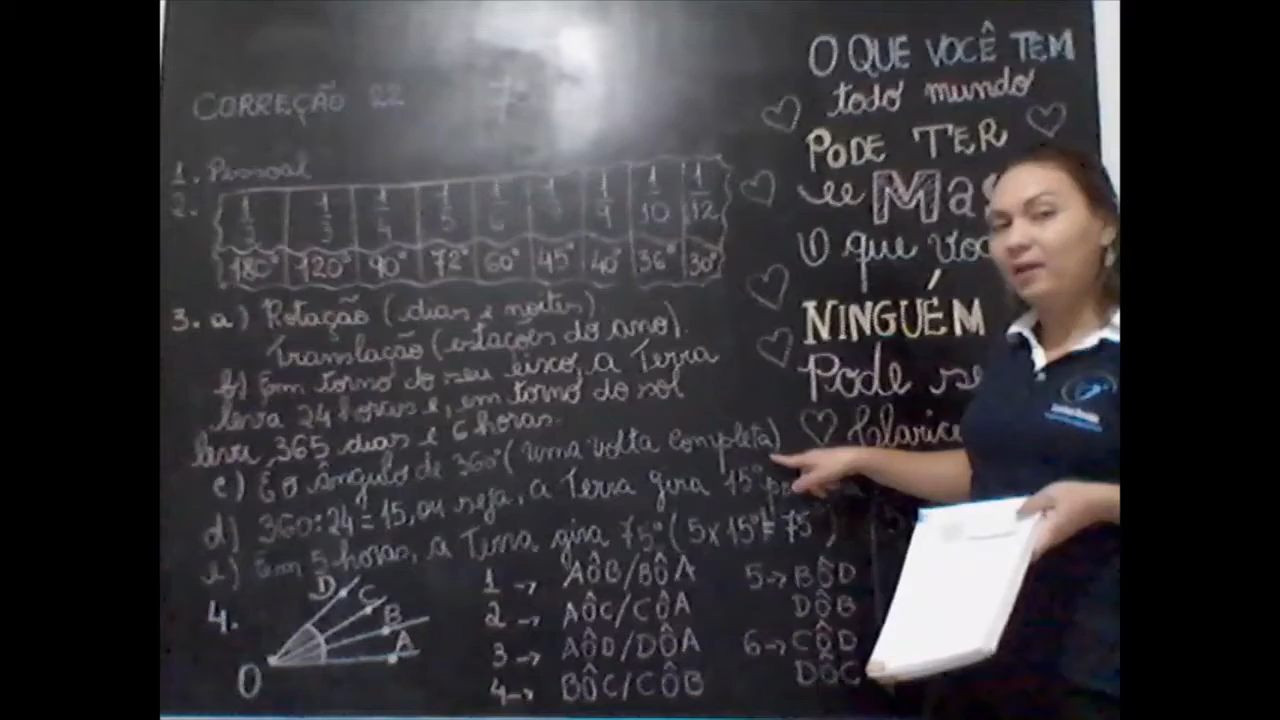 CORREÇÃO 22
1. Pessoal
2.
1/3 1/3 1/4 1/5 1/6 1/9 1/10 1/12
180° 120° 90° 72° 60° 45° 40° 36° 30°
3. a) Rotação (dias e noites)
Translação (estações do ano).
b) Em torno do seu eixo, a Terra
leva 24 horas e, em torno do sol
leva 365 dias e 6 horas.
c) É o ângulo de 360° (uma volta completa)
d) 360:24=15, ou seja, a Terra gira 15° p
e) Em 5 horas, a Terra gira 75° (5x15°=75°)
4.
D C B A
O
1 → AÔB/BÔA
2 → AÔC/CÔA
3 → AÔD/DÔA
4 → BÔC/CÔB
5 → BÔD
DÔB
6 → CÔD
DÔC
O QUE VOCÊ TEM
todo mundo
PODE TER
Mas
O que voc
NINGUÉM
Pode se
Clarice